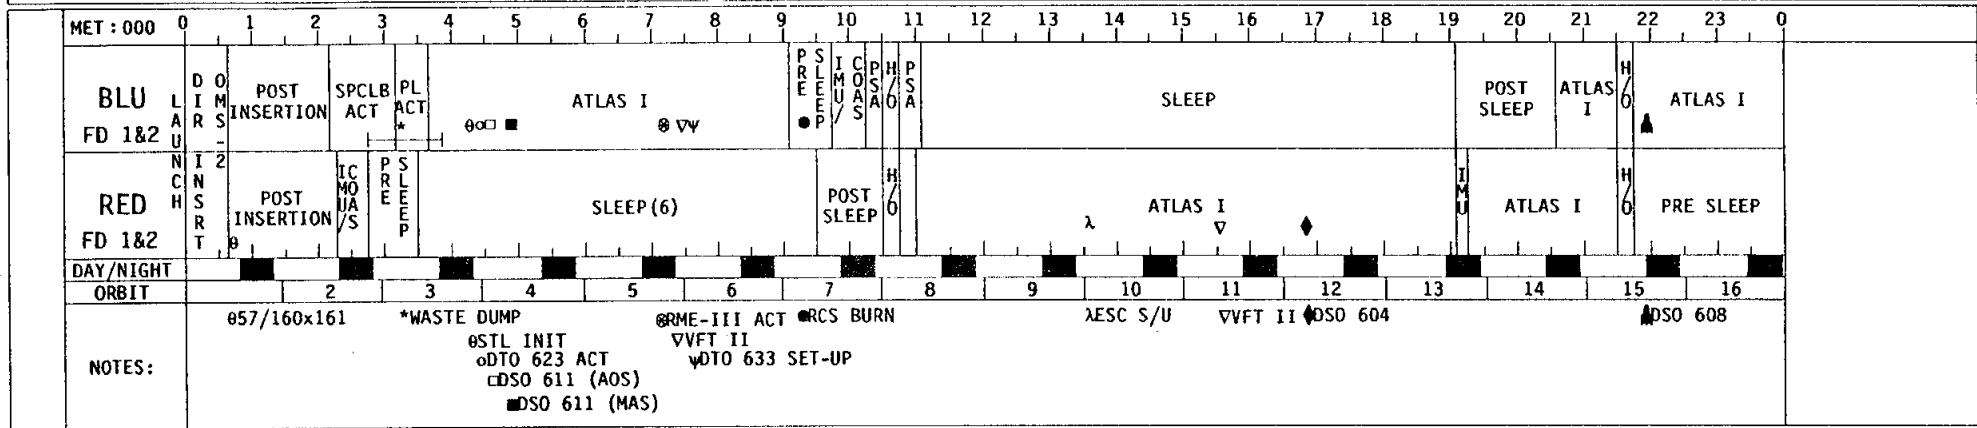 MET:000 0 1 2 3 4 5 6 7 8 9 10 11 12 13 14 15 16 17 18 19 20 21 22 23 0
BLU
FD 1&2
LAUNCH
DIR INSRT
OMS-2
POST
INSERTION
SPCLB
ACT
PL
ACT
*
ATLAS I
θo□ ■
⊗ ▽ψ
PRE SLEEP
●
IMU/COAS
PSA
H/O
PSA
SLEEP
POST
SLEEP
ATLAS
I
H/O
ATLAS I
RED
FD 1&2
θ
POST
INSERTION
IMU/COAS
PRE SLEEP
SLEEP(6)
POST
SLEEP
H/O
ATLAS I
λ ▽ ♦
IMU
ATLAS I
H/O
PRE SLEEP
DAY/NIGHT
ORBIT 2 3 4 5 6 7 8 9 10 11 12 13 14 15 16
NOTES:
θ57/160x161
*WASTE DUMP
θSTL INIT
oDTO 623 ACT
□DSO 611 (AOS)
■DSO 611 (MAS)
⊗RME-III ACT
▽VFT II
ψDTO 633 SET-UP
●RCS BURN
λESC S/U
▽VFT II
♦DSO 604
DSO 608